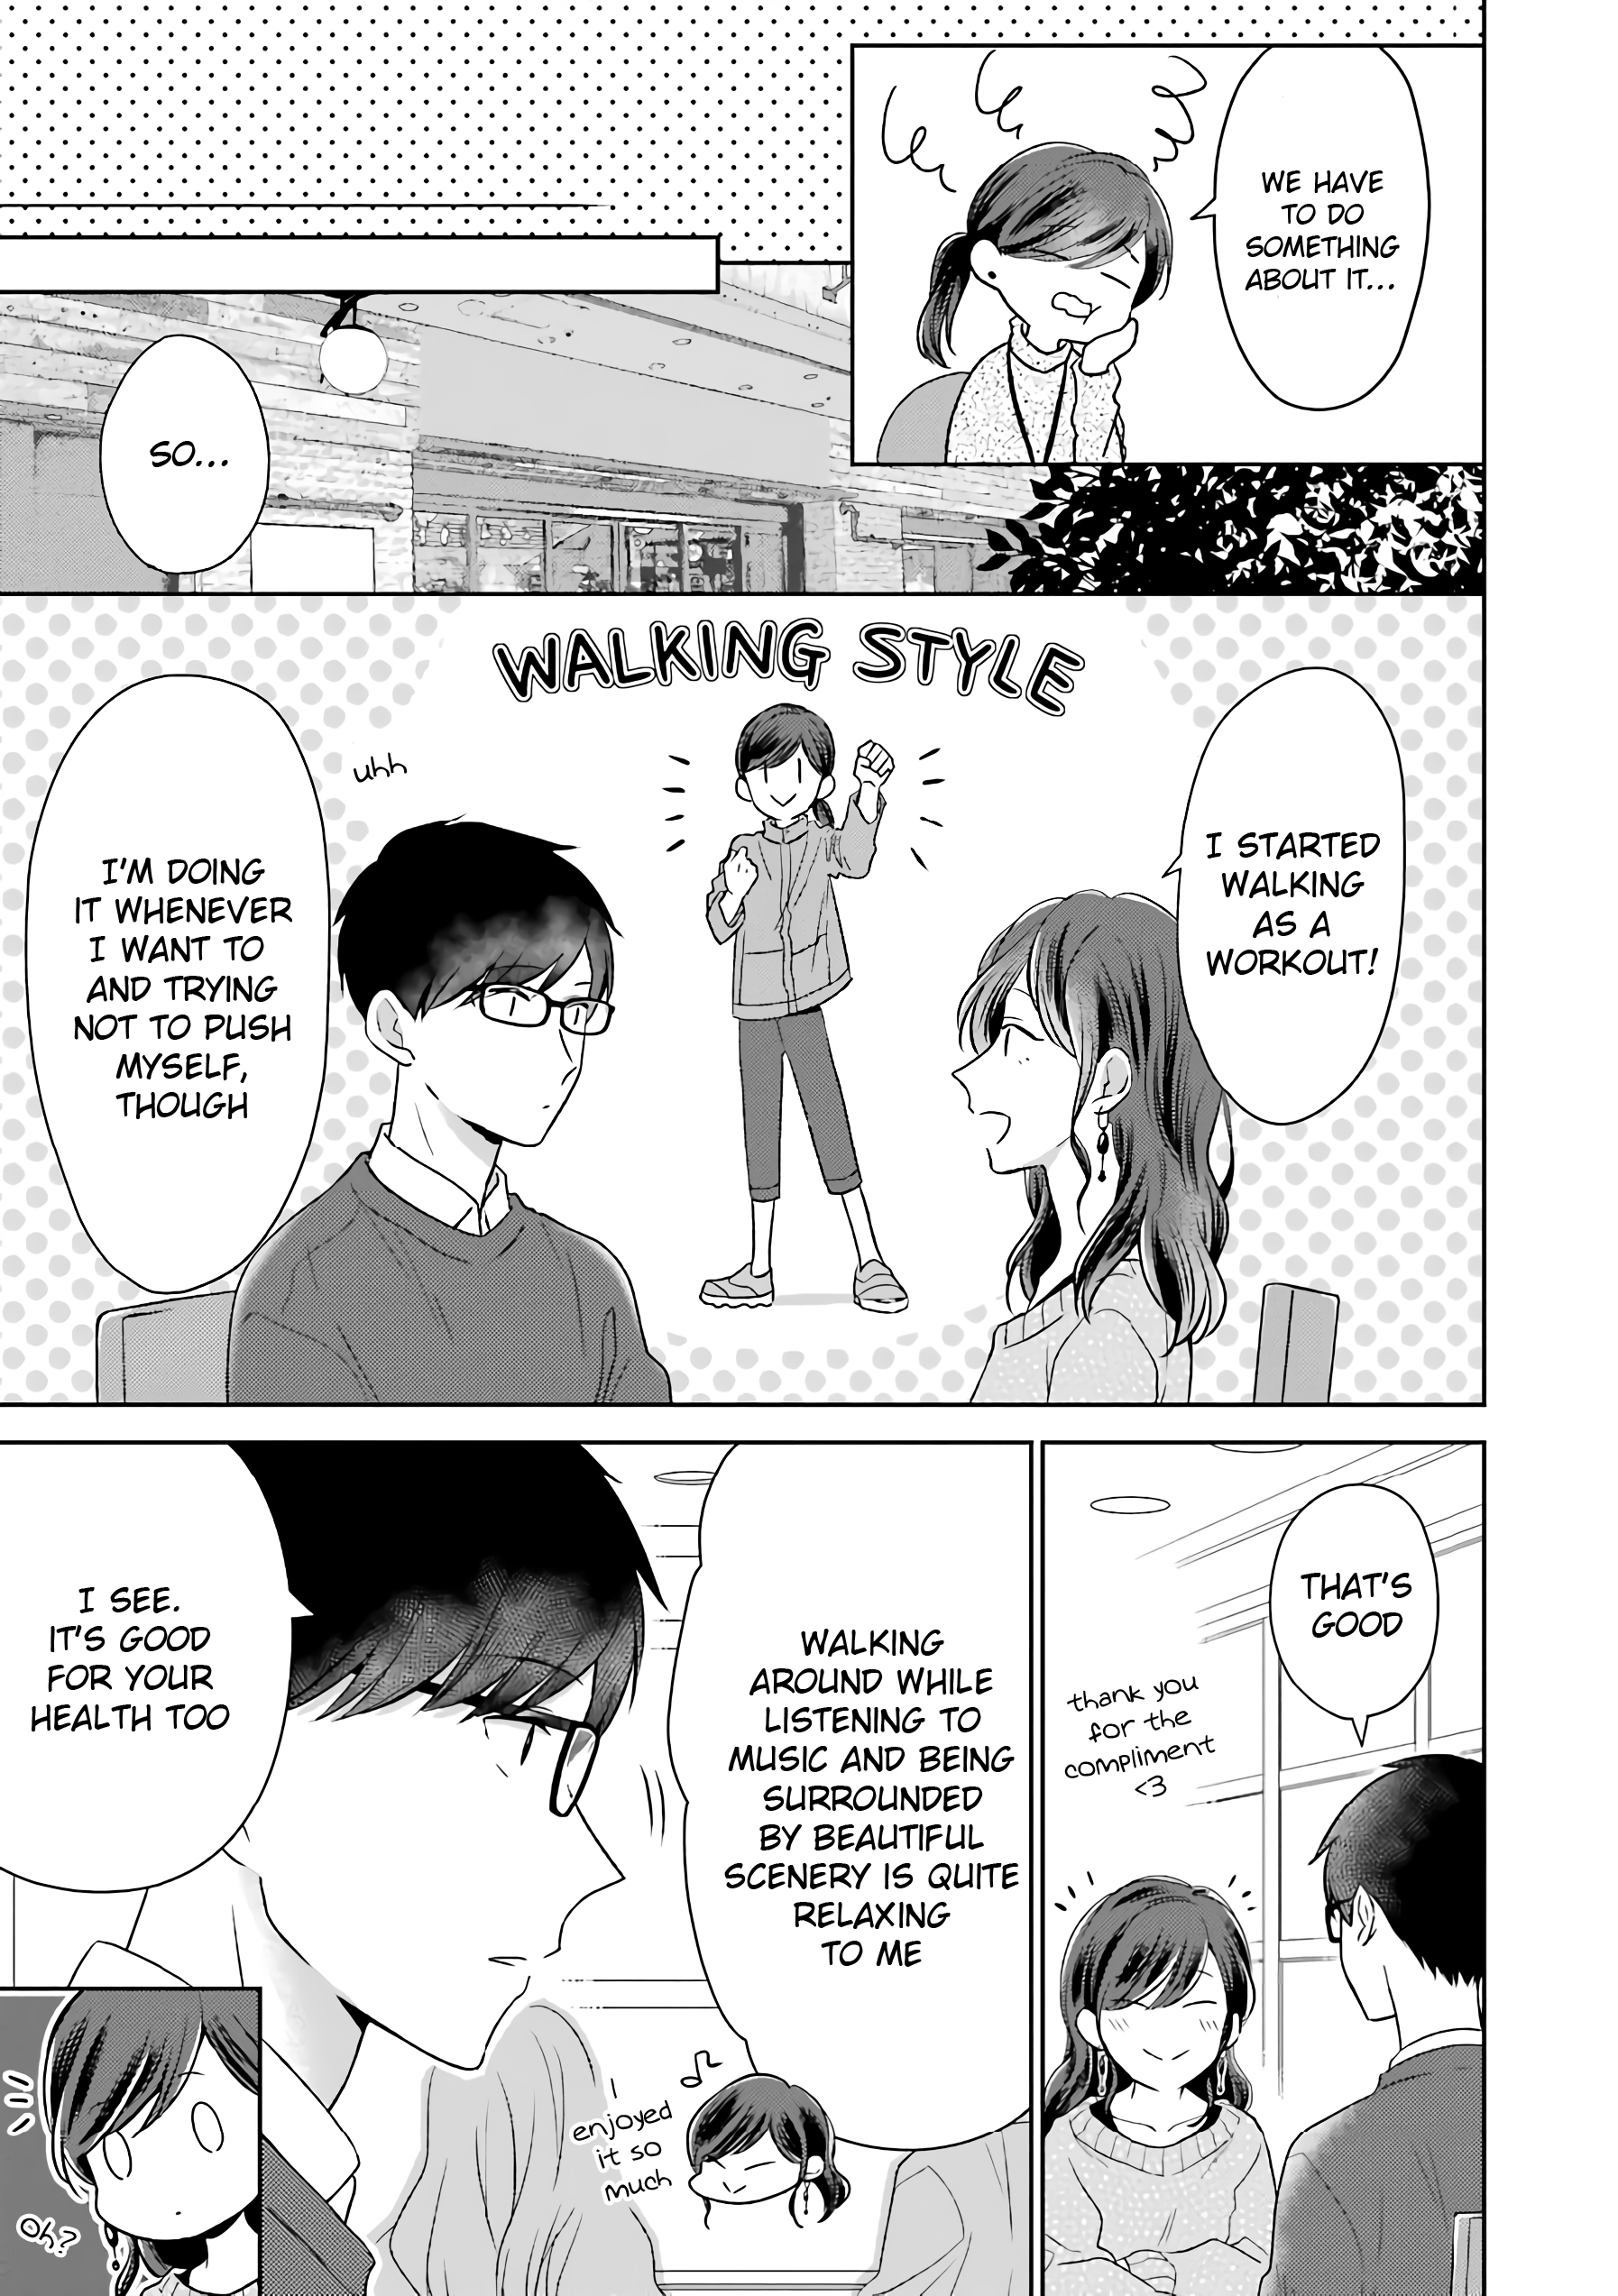 WE HAVE
TO DO
SOMETHING
ABOUT IT...
SO...
WALKING STYLE
I STARTED
WALKING
AS A
WORKOUT!
uhh
I'M DOING
IT WHENEVER
I WANT TO
AND TRYING
NOT TO PUSH
MYSELF,
THOUGH
THAT'S
GOOD
thank you
for the
compliment
<3
WALKING
AROUND WHILE
LISTENING TO
MUSIC AND BEING
SURROUNDED
BY BEAUTIFUL
SCENERY IS QUITE
RELAXING
TO ME
I
enjoyed
it so
much
I SEE.
IT'S GOOD
FOR YOUR
HEALTH TOO
Oh?